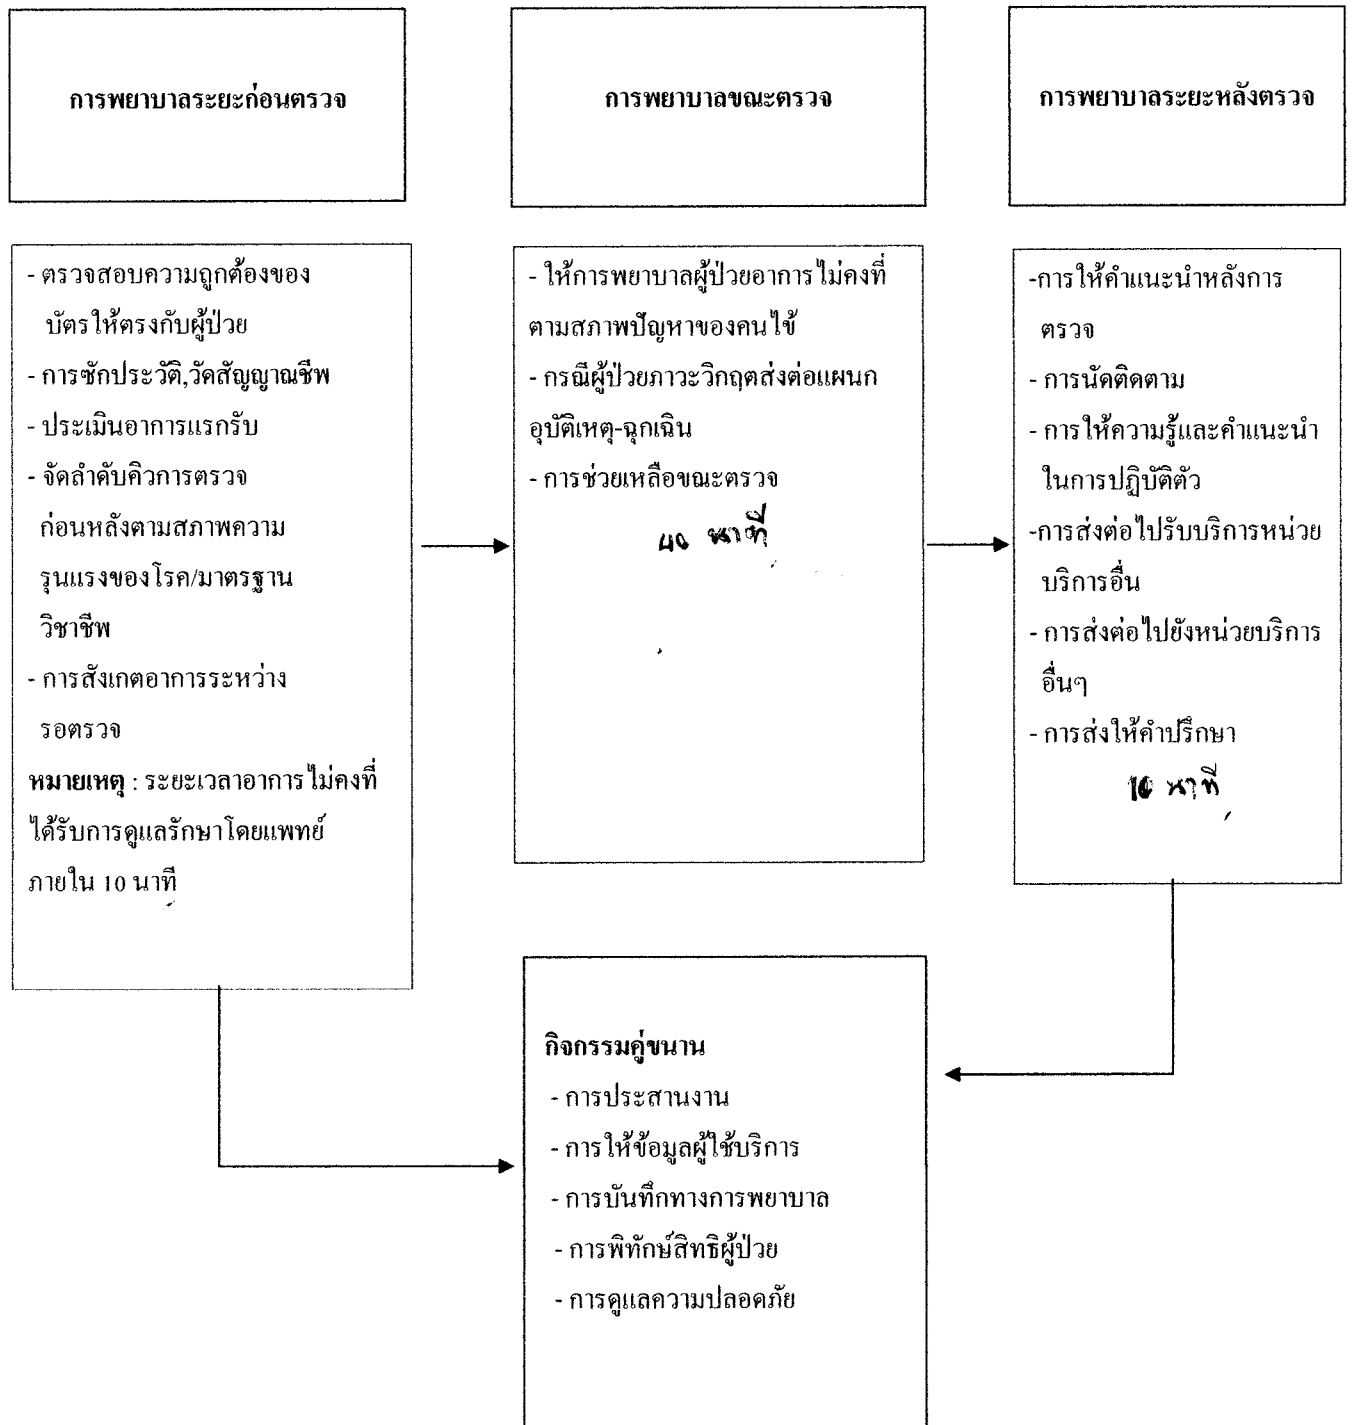 การพยาบาลระยะก่อนตรวจ
การพยาบาลขณะตรวจ
การพยาบาลระยะหลังตรวจ
- ตรวจสอบความถูกต้องของ
บัตรให้ตรงกับผู้ป่วย
- การซักประวัติ,วัดสัญญาณชีพ
- ประเมินอาการแรกรับ
- จัดลำดับคิวการตรวจ
ก่อนหลังตามสภาพความ
รุนแรงของโรค/มาตรฐาน
วิชาชีพ
- การสังเกตอาการระหว่าง
รอตรวจ
หมายเหตุ : ระยะเวลาอาการไม่คงที่
ได้รับการดูแลรักษาโดยแพทย์
ภายใน 10 นาที
- ให้การพยาบาลผู้ป่วยอาการไม่คงที่
ตามสภาพปัญหาของคนไข้
- กรณีผู้ป่วยภาวะวิกฤตส่งต่อแผนก
อุบัติเหตุ-ฉุกเฉิน
- การช่วยเหลือขณะตรวจ
40 นาที
-การให้คำแนะนำหลังการ
ตรวจ
- การนัดติดตาม
- การให้ความรู้และคำแนะนำ
ในการปฏิบัติตัว
-การส่งต่อไปรับบริการหน่วย
บริการอื่น
- การส่งต่อไปยังหน่วยบริการ
อื่นๆ
- การส่งให้คำปรึกษา
10 นาที
กิจกรรมคู่ขนาน
- การประสานงาน
- การให้ข้อมูลผู้ใช้บริการ
- การบันทึกทางการพยาบาล
- การพิทักษ์สิทธิผู้ป่วย
- การดูแลความปลอดภัย